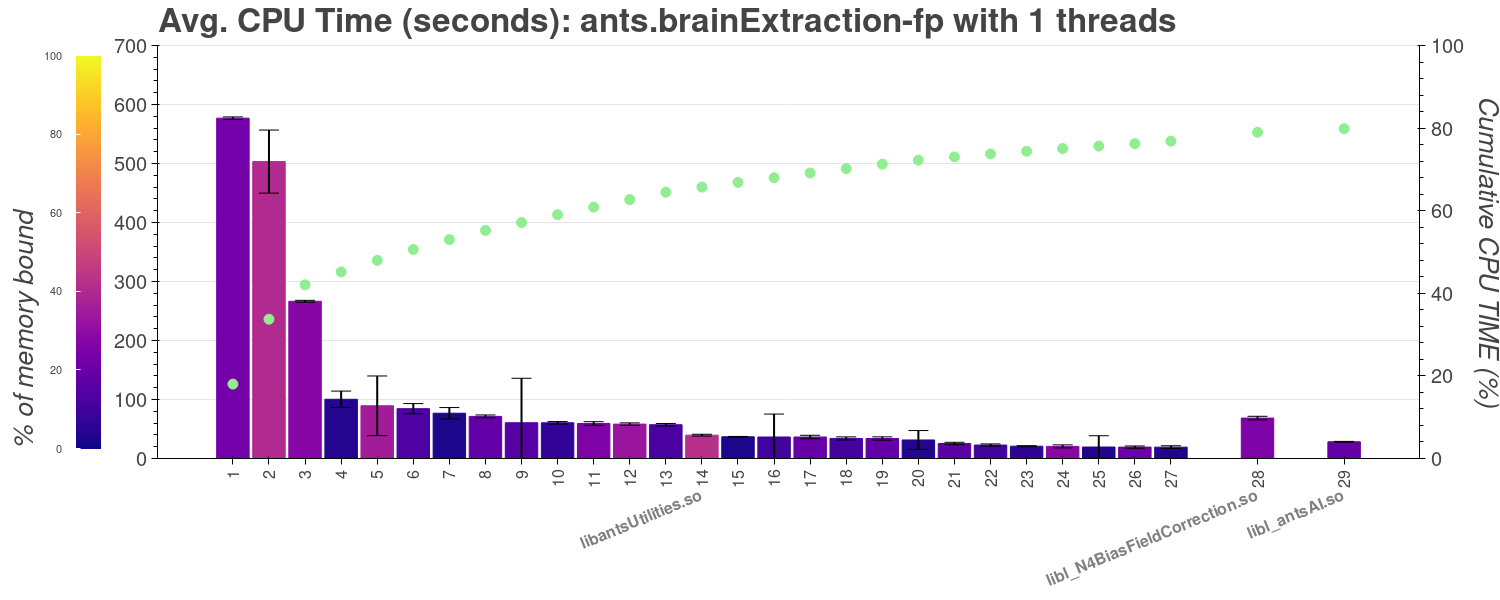 Avg. CPU Time (seconds): ants.brainExtraction-fp with 1 threads
% of memory bound
100
80
60
40
20
0
700
600
500
400
300
200
100
0
100
80
60
40
20
0
Cumulative CPU TIME (%)
1 2 3 4 5 6 7 8 9 10 11 12 13 14 15 16 17 18 19 20 21 22 23 24 25 26 27 28 29
libantsUtilities.so
libl_N4BiasFieldCorrection.so
libl_antsAI.so